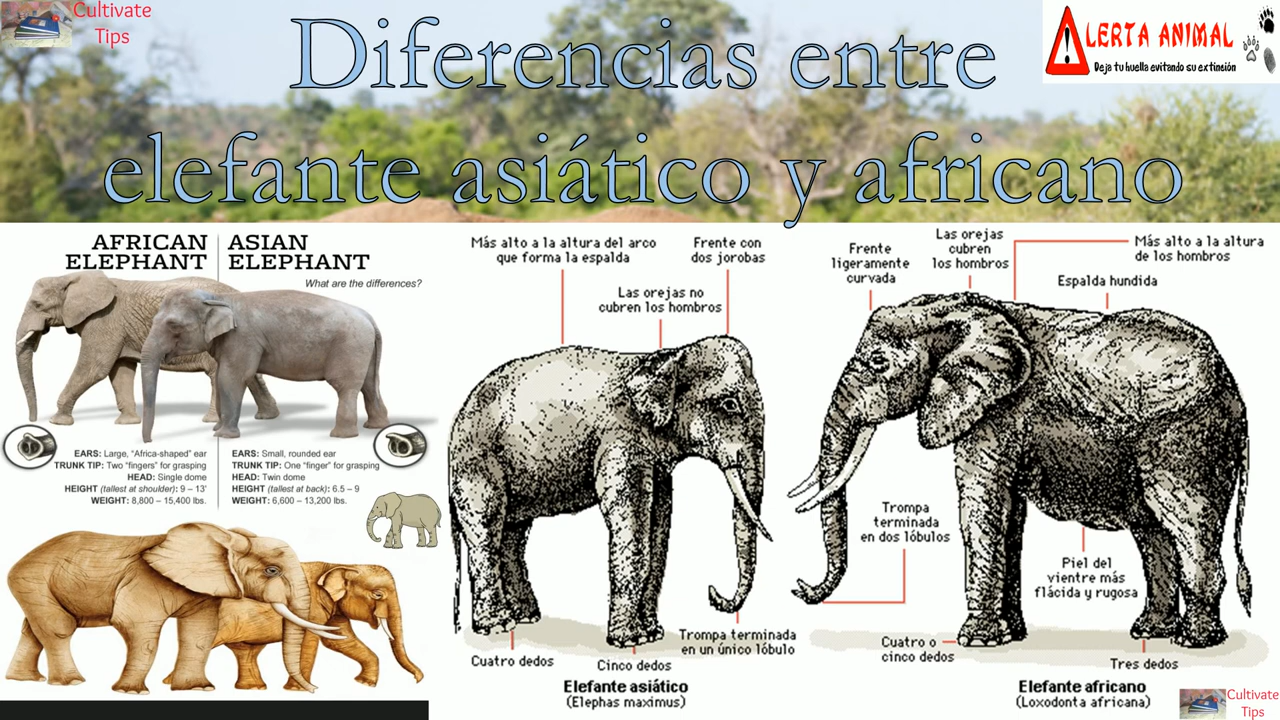 Cultivate
Tips
Diferencias entre
elefante asiático y africano
ALERTA ANIMAL
Deja tu huella evitando su extinción
AFRICAN
ELEPHANT
ASIAN
ELEPHANT
What are the differences?
EARS: Large, “Africa-shaped” ear
TRUNK TIP: Two “fingers” for grasping
HEAD: Single dome
HEIGHT (tallest at shoulder): 9 – 13'
WEIGHT: 8,800 – 15,400 lbs.
EARS: Small, rounded ear
TRUNK TIP: One “finger” for grasping
HEAD: Twin dome
HEIGHT (tallest at back): 6.5 – 9
WEIGHT: 6,600 – 13,200 lbs.
Más alto a la altura del arco
que forma la espalda
Frente con
dos jorobas
Las orejas no
cubren los hombros
Cuatro dedos
Cinco dedos
Trompa terminada
en un único lóbulo
Elefante asiático
(Elephas maximus)
Frente
ligeramente
curvada
Las orejas
cubren
los hombros
Más alto a la altura
de los hombros
Espalda hundida
Trompa
terminada
en dos lóbulos
Piel del
vientre más
flácida y rugosa
Cuatro o
cinco dedos
Tres dedos
Elefante africano
(Loxodonta africana)
Cultivate
Tips